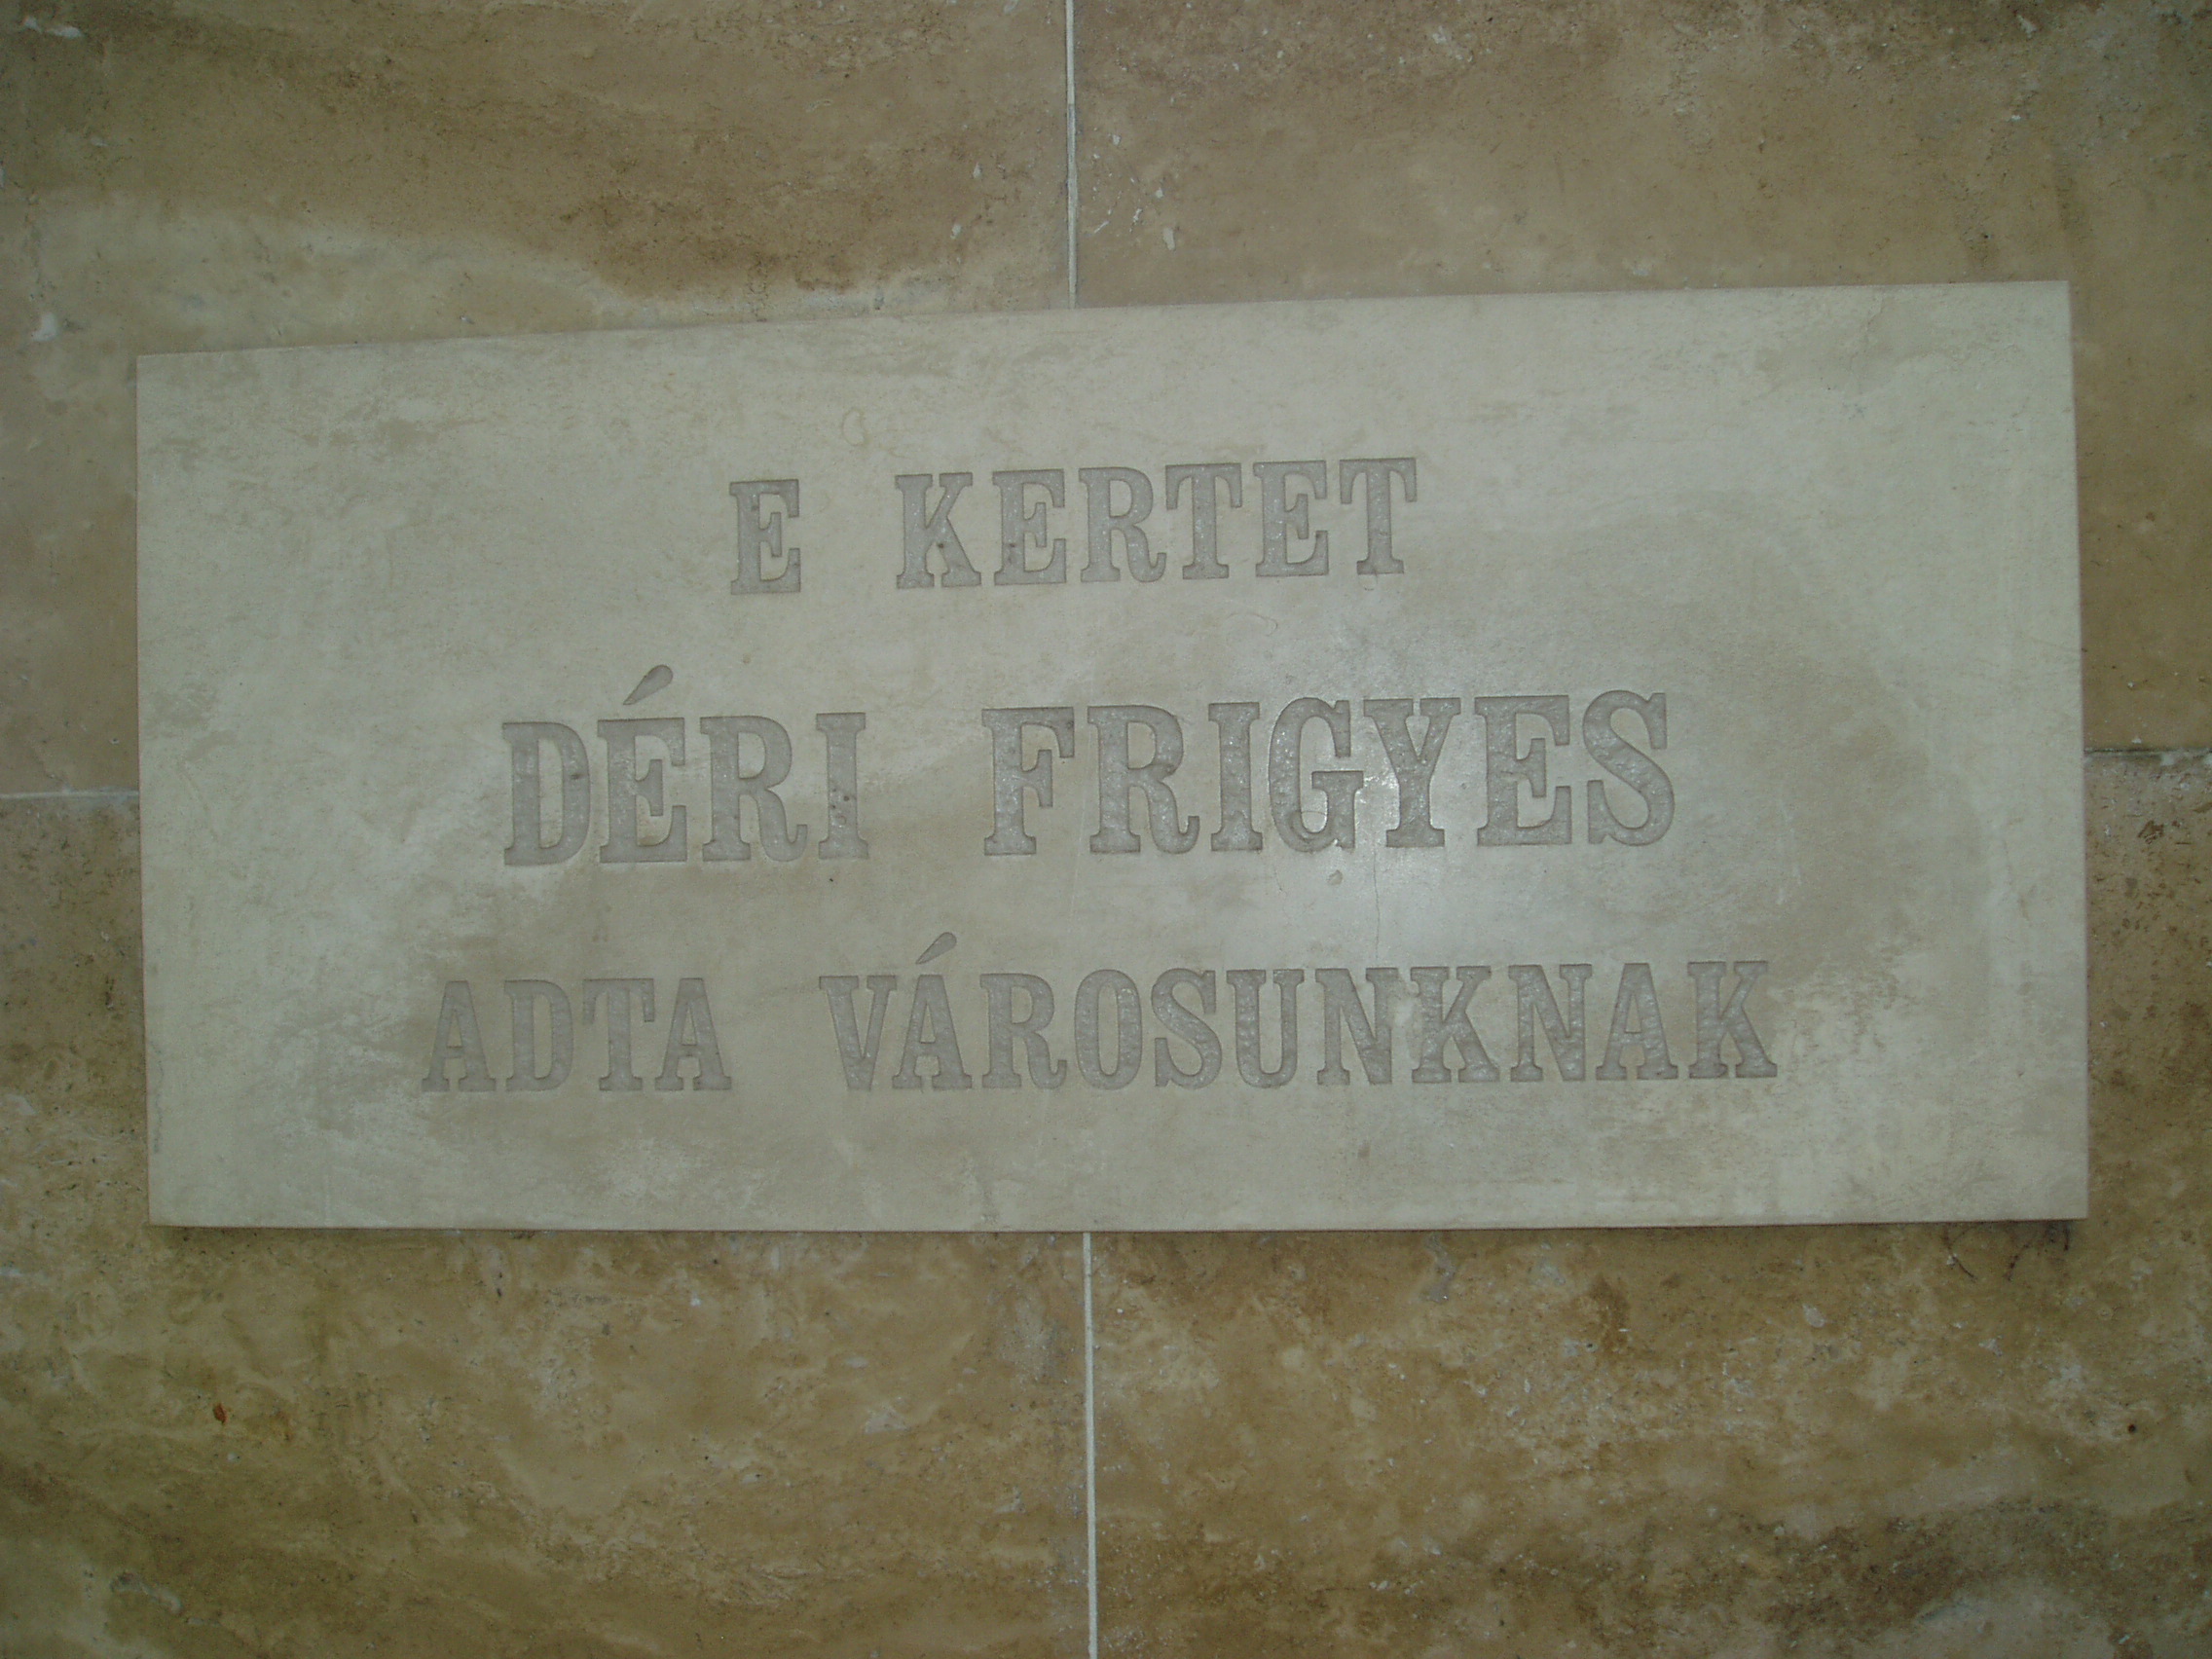 E KERTET
DÉRI FRIGYES
ADTA VÁROSUNKNAK